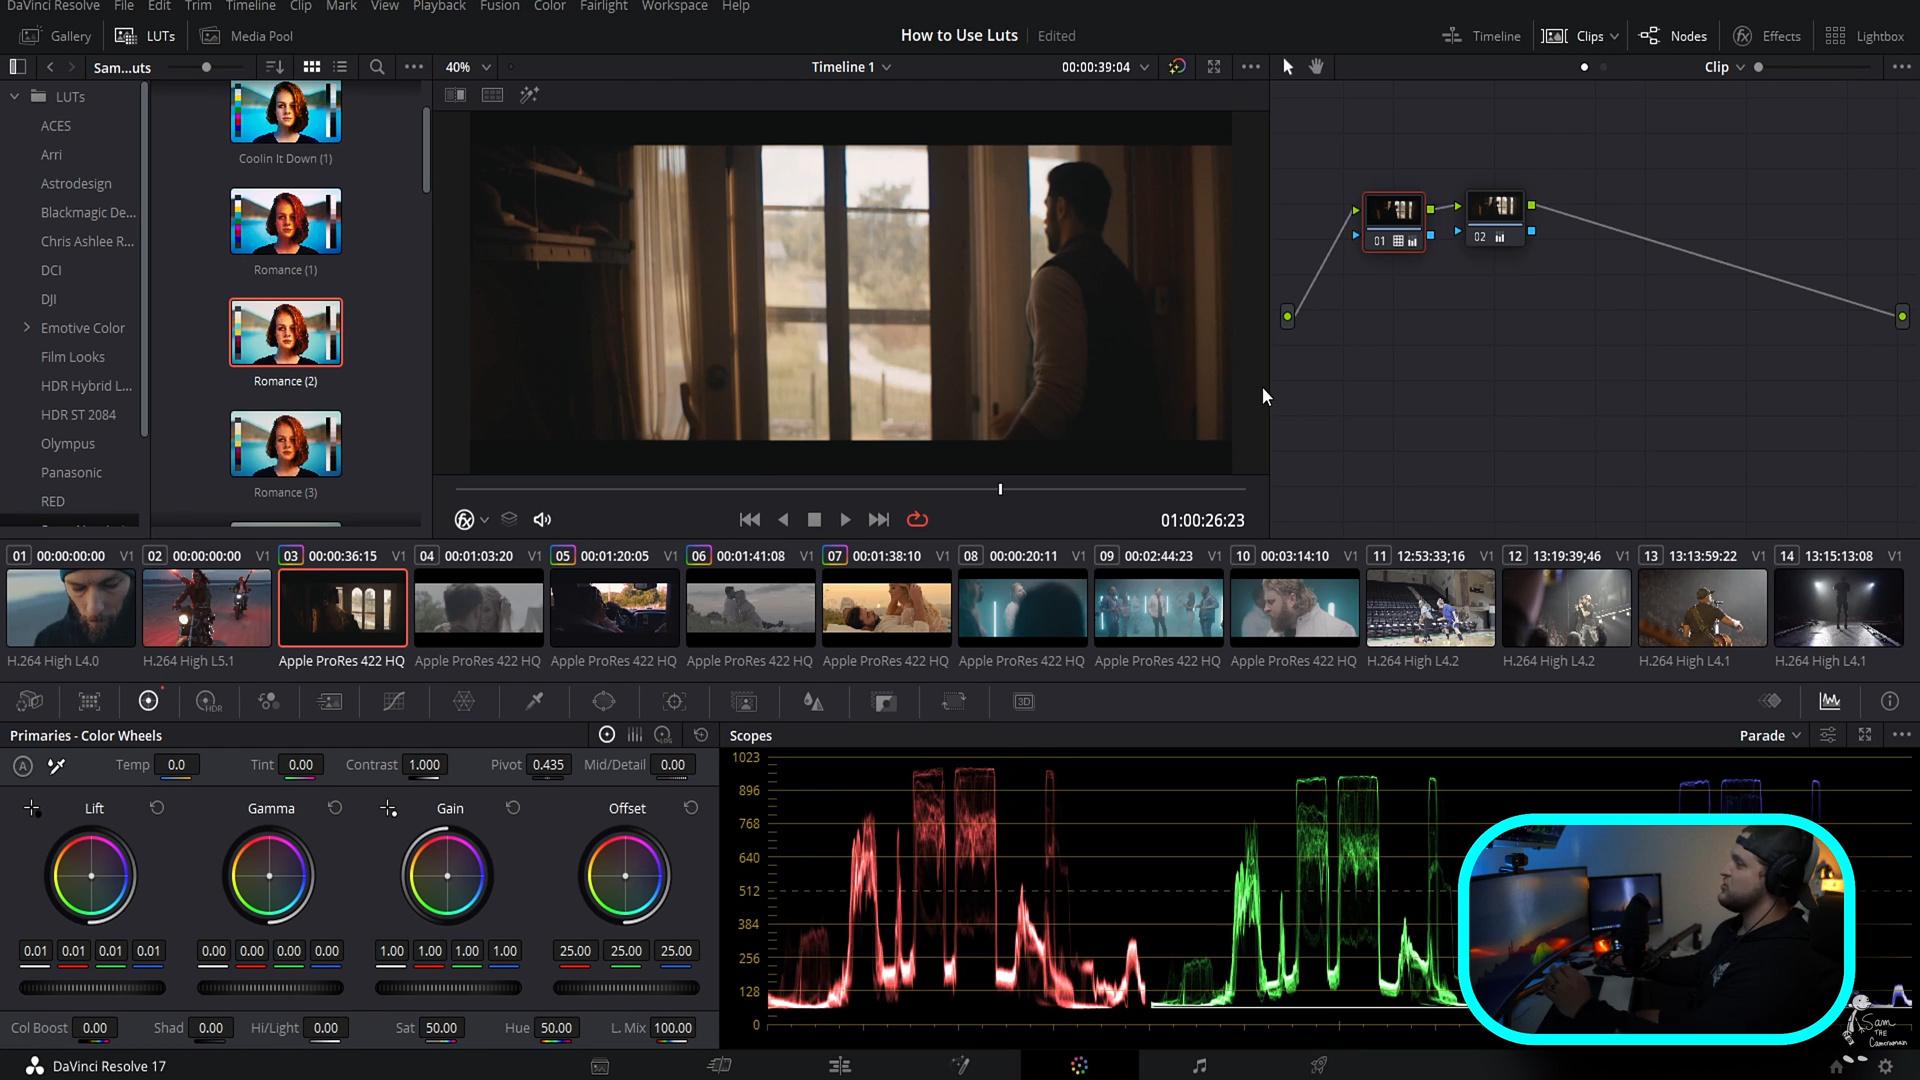 DaVinci Resolve File Edit Trim Timeline Clip Mark View Playback Fusion Color Fairlight Workspace Help
Gallery LUTs Media Pool How to Use Luts Edited Timeline Clips Nodes Effects Lightbox
Sam...uts 40% Timeline 1 00:00:39:04 Clip
LUTs
ACES
Arri
Astrodesign
Blackmagic De...
Chris Ashlee R...
DCI
DJI
Emotive Color
Film Looks
HDR Hybrid L...
HDR ST 2084
Olympus
Panasonic
RED
Coolin It Down (1)
Romance (1)
Romance (2)
Romance (3)
01 02
01:00:26:23
01 00:00:00:00 V1 02 00:00:00:00 V1 03 00:00:36:15 V1 04 00:01:03:20 V1 05 00:01:20:05 V1 06 00:01:41:08 V1 07 00:01:38:10 V1 08 00:00:20:11 V1 09 00:02:44:23 V1 10 00:03:14:10 V1 11 12:53:33;16 V1 12 13:19:39;46 V1 13 13:13:59:22 V1 14 13:15:13:08 V1
H.264 High L4.0 H.264 High L5.1 Apple ProRes 422 HQ Apple ProRes 422 HQ Apple ProRes 422 HQ Apple ProRes 422 HQ Apple ProRes 422 HQ Apple ProRes 422 HQ Apple ProRes 422 HQ Apple ProRes 422 HQ H.264 High L4.2 H.264 High L4.2 H.264 High L4.1 H.264 High L4.1
HDR 3D
Primaries - Color Wheels LOG
A Temp 0.0 Tint 0.00 Contrast 1.000 Pivot 0.435 Mid/Detail 0.00
Lift Gamma Gain Offset
0.01 0.01 0.01 0.01 0.00 0.00 0.00 0.00 1.00 1.00 1.00 1.00 25.00 25.00 25.00
Col Boost 0.00 Shad 0.00 Hi/Light 0.00 Sat 50.00 Hue 50.00 L. Mix 100.00
Scopes Parade
1023
896
768
640
512
384
256
128
0
Sam
THE
Cameraman
DaVinci Resolve 17